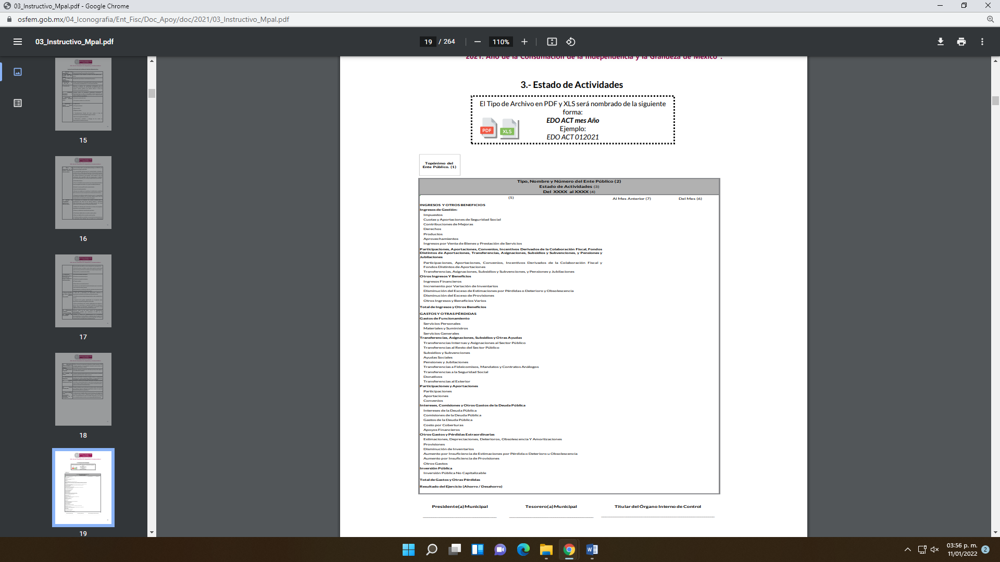 03_Instructivo_Mpal.pdf - Google Chrome
osfem.gob.mx/04_Iconografia/Ent_Fisc/Doc_Apoy/doc/2021/03_Instructivo_Mpal.pdf
03_Instructivo_Mpal.pdf
19 / 264
110%
15
16
17
18
19
2021. Año de la Consumación de la Independencia y la Grandeza de México".
3.- Estado de Actividades
El Tipo de Archivo en PDF y XLS será nombrado de la siguiente
forma:
EDO ACT mes Año
Ejemplo:
EDO ACT 012021
PDF
XLS
Topónimo del
Ente Público. (1)
Tipo, Nombre y Número del Ente Público (2)
Estado de Actividades (3)
Del XXXX al XXXX (4)
(5) Al Mes Anterior (7) Del Mes (6)
INGRESOS Y OTROS BENEFICIOS
Ingresos de Gestión:
Impuestos
Cuotas y Aportaciones de Seguridad Social
Contribuciones de Mejoras
Derechos
Productos
Aprovechamientos
Ingresos por Venta de Bienes y Prestación de Servicios
Participaciones, Aportaciones, Convenios, Incentivos Derivados de la Colaboración Fiscal, Fondos
Distintos de Aportaciones, Transferencias, Asignaciones, Subsidios y Subvenciones, y Pensiones y
Jubilaciones
Participaciones, Aportaciones, Convenios, Incentivos Derivados de la Colaboración Fiscal y
Fondos Distintos de Aportaciones
Transferencias, Asignaciones, Subsidios y Subvenciones, y Pensiones y Jubilaciones
Otros Ingresos Y Beneficios
Ingresos Financieros
Incremento por Variación de Inventarios
Disminución del Exceso de Estimaciones por Pérdidas o Deterioro y Obsolescencia
Disminución del Exceso de Provisiones
Otros Ingresos y Beneficios Varios
Total de Ingresos y Otros Beneficios
GASTOS Y OTRAS PÉRDIDAS
Gastos de Funcionamiento
Servicios Personales
Materiales y Suministros
Servicios Generales
Transferencias, Asignaciones, Subsidios y Otras Ayudas
Transferencias Internas y Asignaciones al Sector Público
Transferencias al Resto del Sector Público
Subsidios y Subvenciones
Ayudas Sociales
Pensiones y Jubilaciones
Transferencias a Fideicomisos, Mandatos y Contratos Análogos
Transferencias a la Seguridad Social
Donativos
Transferencias al Exterior
Participaciones y Aportaciones
Participaciones
Aportaciones
Convenios
Intereses, Comisiones y Otros Gastos de la Deuda Pública
Intereses de la Deuda Pública
Comisiones de la Deuda Pública
Gastos de la Deuda Pública
Costo por Coberturas
Apoyos Financieros
Otros Gastos y Pérdidas Extraordinarias
Estimaciones, Depreciaciones, Deterioros, Obsolescencia Y Amortizaciones
Provisiones
Disminución de Inventarios
Aumento por Insuficiencia de Estimaciones por Pérdida o Deterioro u Obsolescencia
Aumento por Insuficiencia de Provisiones
Otros Gastos
Inversión Pública
Inversión Pública No Capitalizable
Total de Gastos y Otras Pérdidas
Resultado del Ejercicio (Ahorro / Desahorro)
Presidente(a) Municipal Tesorero(a) Municipal Titular del Órgano Interno de Control
03:56 p. m.
11/01/2022
2